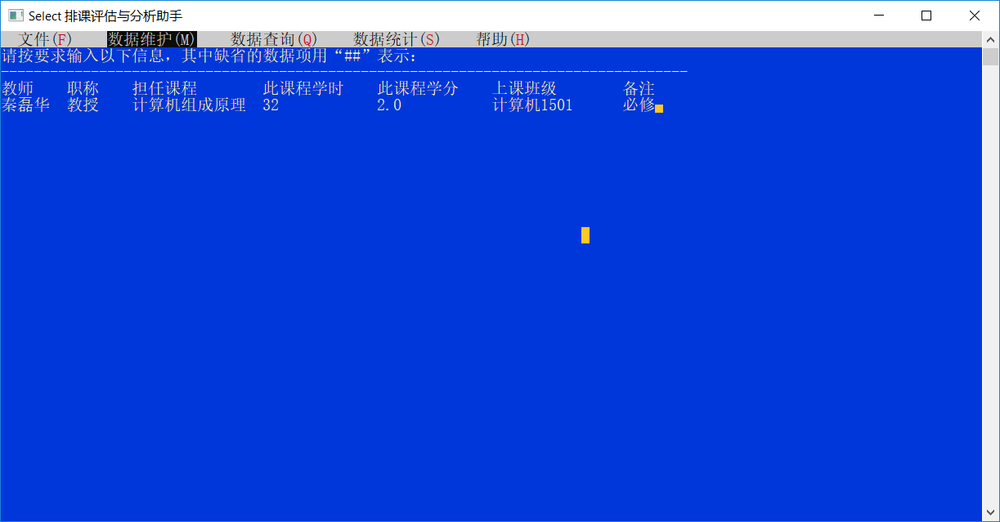 Select 排课评估与分析助手
文件(F) 数据维护(M) 数据查询(Q) 数据统计(S) 帮助(H)
请按要求输入以下信息，其中缺省的数据项用“##”表示：
------------------------------------------------------------------------------------
教师 职称 担任课程 此课程学时 此课程学分 上课班级 备注
秦磊华 教授 计算机组成原理 32 2.0 计算机1501 必修